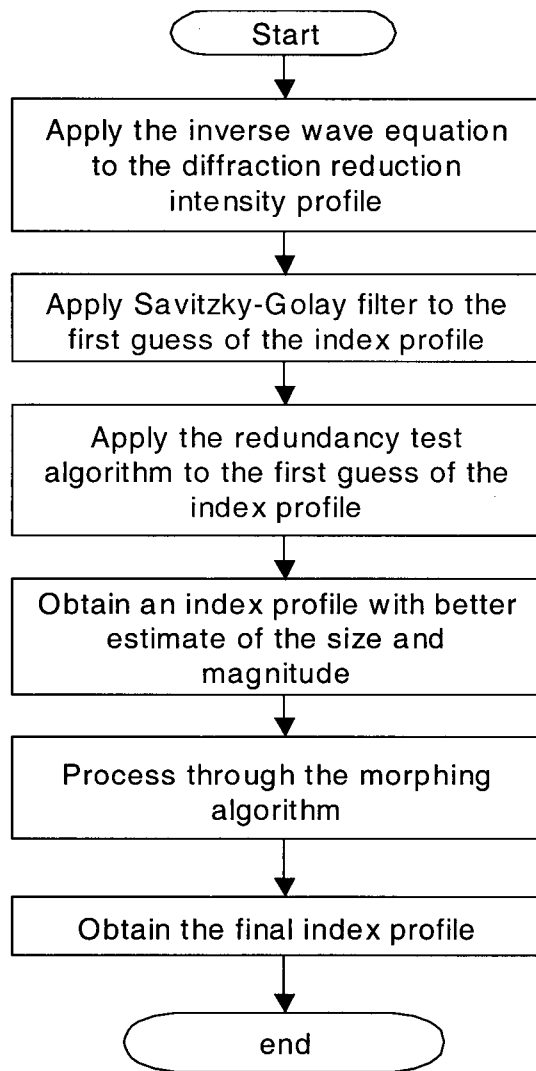 Start
Apply the inverse wave equation
to the diffraction reduction
intensity profile
Apply Savitzky-Golay filter to the
first guess of the index profile
Apply the redundancy test
algorithm to the first guess of the
index profile
Obtain an index profile with better
estimate of the size and
magnitude
Process through the morphing
algorithm
Obtain the final index profile
end